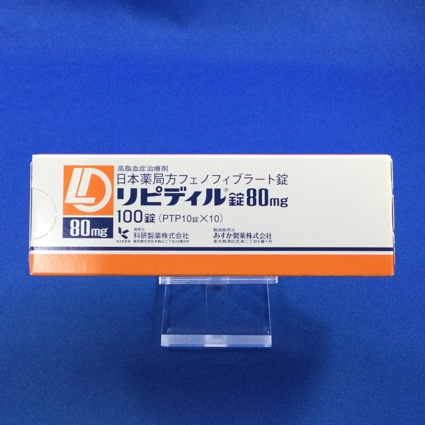 高脂血症治療剤
日本薬局方フェノフィブラート錠
リピディル®錠80mg
100錠(PTP10錠×10)
80mg
発売元
科研製薬株式会社
KAKEN
製造販売元
あすか製薬株式会社